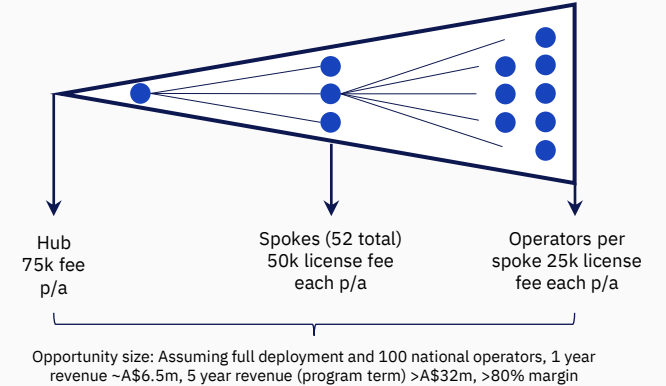 Hub
75k fee
p/a
Spokes (52 total)
50k license fee
each p/a
Operators per
spoke 25k license
fee each p/a
Opportunity size: Assuming full deployment and 100 national operators, 1 year
revenue ~A$6.5m, 5 year revenue (program term) >A$32m, >80% margin